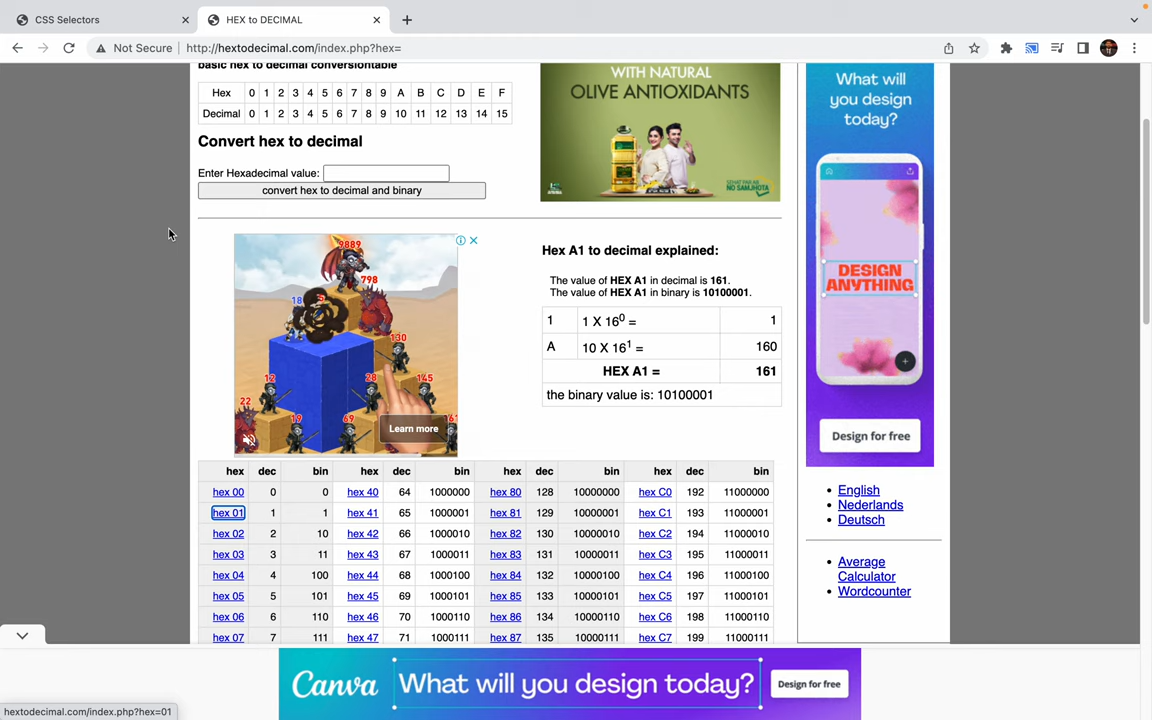 CSS Selectors
HEX to DECIMAL
Not Secure
http://hextodecimal.com/index.php?hex=
basic hex to decimal conversiontable
Hex 0 1 2 3 4 5 6 7 8 9 A B C D E F
Decimal 0 1 2 3 4 5 6 7 8 9 10 11 12 13 14 15
Convert hex to decimal
Enter Hexadecimal value:
convert hex to decimal and binary
WITH NATURAL
OLIVE ANTIOXIDANTS
NO SAMJHOTA
What will
you design
today?
DESIGN
ANYTHING
Design for free
9889
798
18
130
12
28
145
22
19
69
Learn more
Hex A1 to decimal explained:
The value of HEX A1 in decimal is 161.
The value of HEX A1 in binary is 10100001.
1 1 X 16⁰ = 1
A 10 X 16¹ = 160
HEX A1 = 161
the binary value is: 10100001
hex dec bin hex dec bin hex dec bin hex dec bin
hex 00 0 0 hex 40 64 1000000 hex 80 128 10000000 hex C0 192 11000000
hex 01 1 1 hex 41 65 1000001 hex 81 129 10000001 hex C1 193 11000001
hex 02 2 10 hex 42 66 1000010 hex 82 130 10000010 hex C2 194 11000010
hex 03 3 11 hex 43 67 1000011 hex 83 131 10000011 hex C3 195 11000011
hex 04 4 100 hex 44 68 1000100 hex 84 132 10000100 hex C4 196 11000100
hex 05 5 101 hex 45 69 1000101 hex 85 133 10000101 hex C5 197 11000101
hex 06 6 110 hex 46 70 1000110 hex 86 134 10000110 hex C6 198 11000110
hex 07 7 111 hex 47 71 1000111 hex 87 135 10000111 hex C7 199 11000111
English
Nederlands
Deutsch
Average
Calculator
Wordcounter
Canva
What will you design today?
Design for free
hextodecimal.com/index.php?hex=01